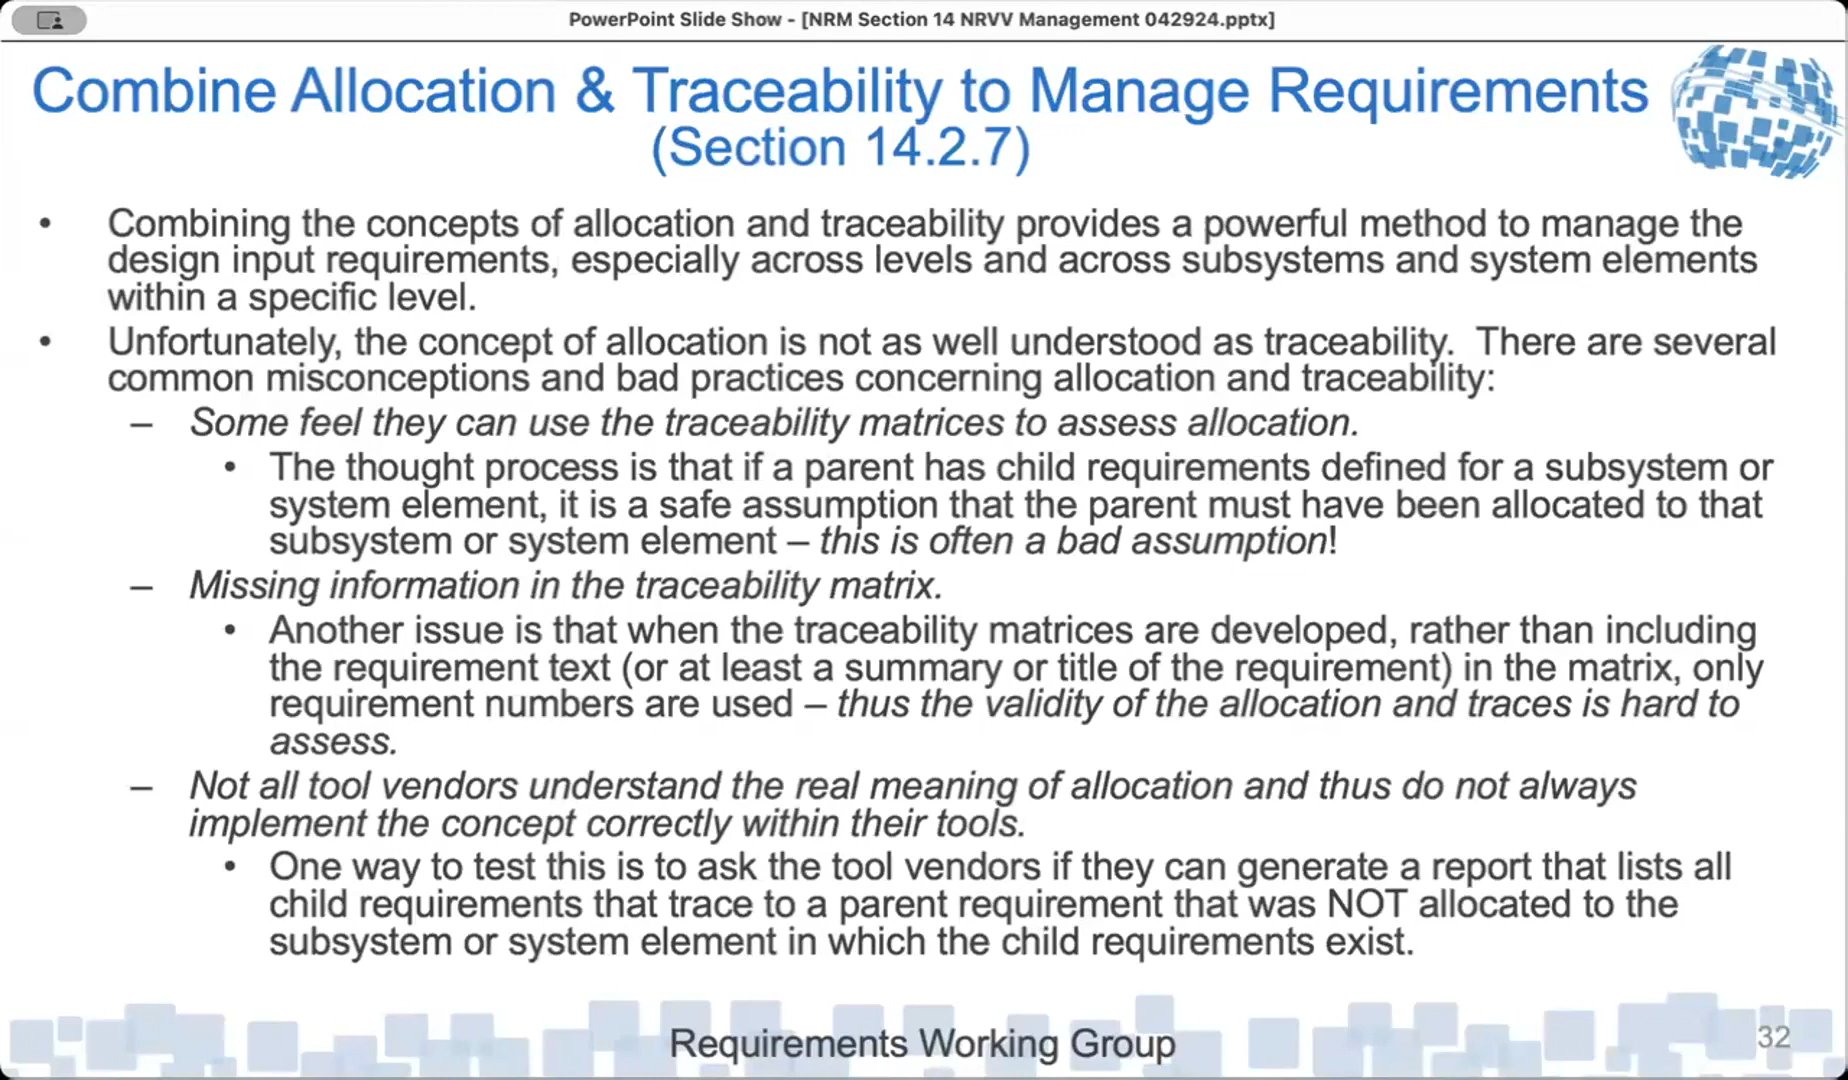 PowerPoint Slide Show - [NRM Section 14 NRVV Management 042924.pptx]
Combine Allocation & Traceability to Manage Requirements
(Section 14.2.7)
• Combining the concepts of allocation and traceability provides a powerful method to manage the
design input requirements, especially across levels and across subsystems and system elements
within a specific level.
• Unfortunately, the concept of allocation is not as well understood as traceability.  There are several
common misconceptions and bad practices concerning allocation and traceability:
– Some feel they can use the traceability matrices to assess allocation.
• The thought process is that if a parent has child requirements defined for a subsystem or
system element, it is a safe assumption that the parent must have been allocated to that
subsystem or system element – this is often a bad assumption!
– Missing information in the traceability matrix.
• Another issue is that when the traceability matrices are developed, rather than including
the requirement text (or at least a summary or title of the requirement) in the matrix, only
requirement numbers are used – thus the validity of the allocation and traces is hard to
assess.
– Not all tool vendors understand the real meaning of allocation and thus do not always
implement the concept correctly within their tools.
• One way to test this is to ask the tool vendors if they can generate a report that lists all
child requirements that trace to a parent requirement that was NOT allocated to the
subsystem or system element in which the child requirements exist.
Requirements Working Group
32